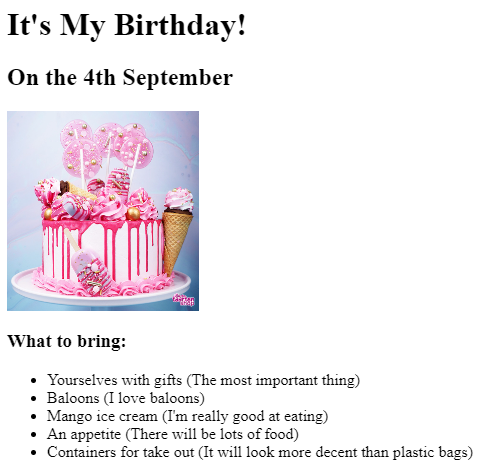 It's My Birthday!
On the 4th September
What to bring:
Yourselves with gifts (The most important thing)
Baloons (I love baloons)
Mango ice cream (I'm really good at eating)
An appetite (There will be lots of food)
Containers for take out (It will look more decent than plastic bags)